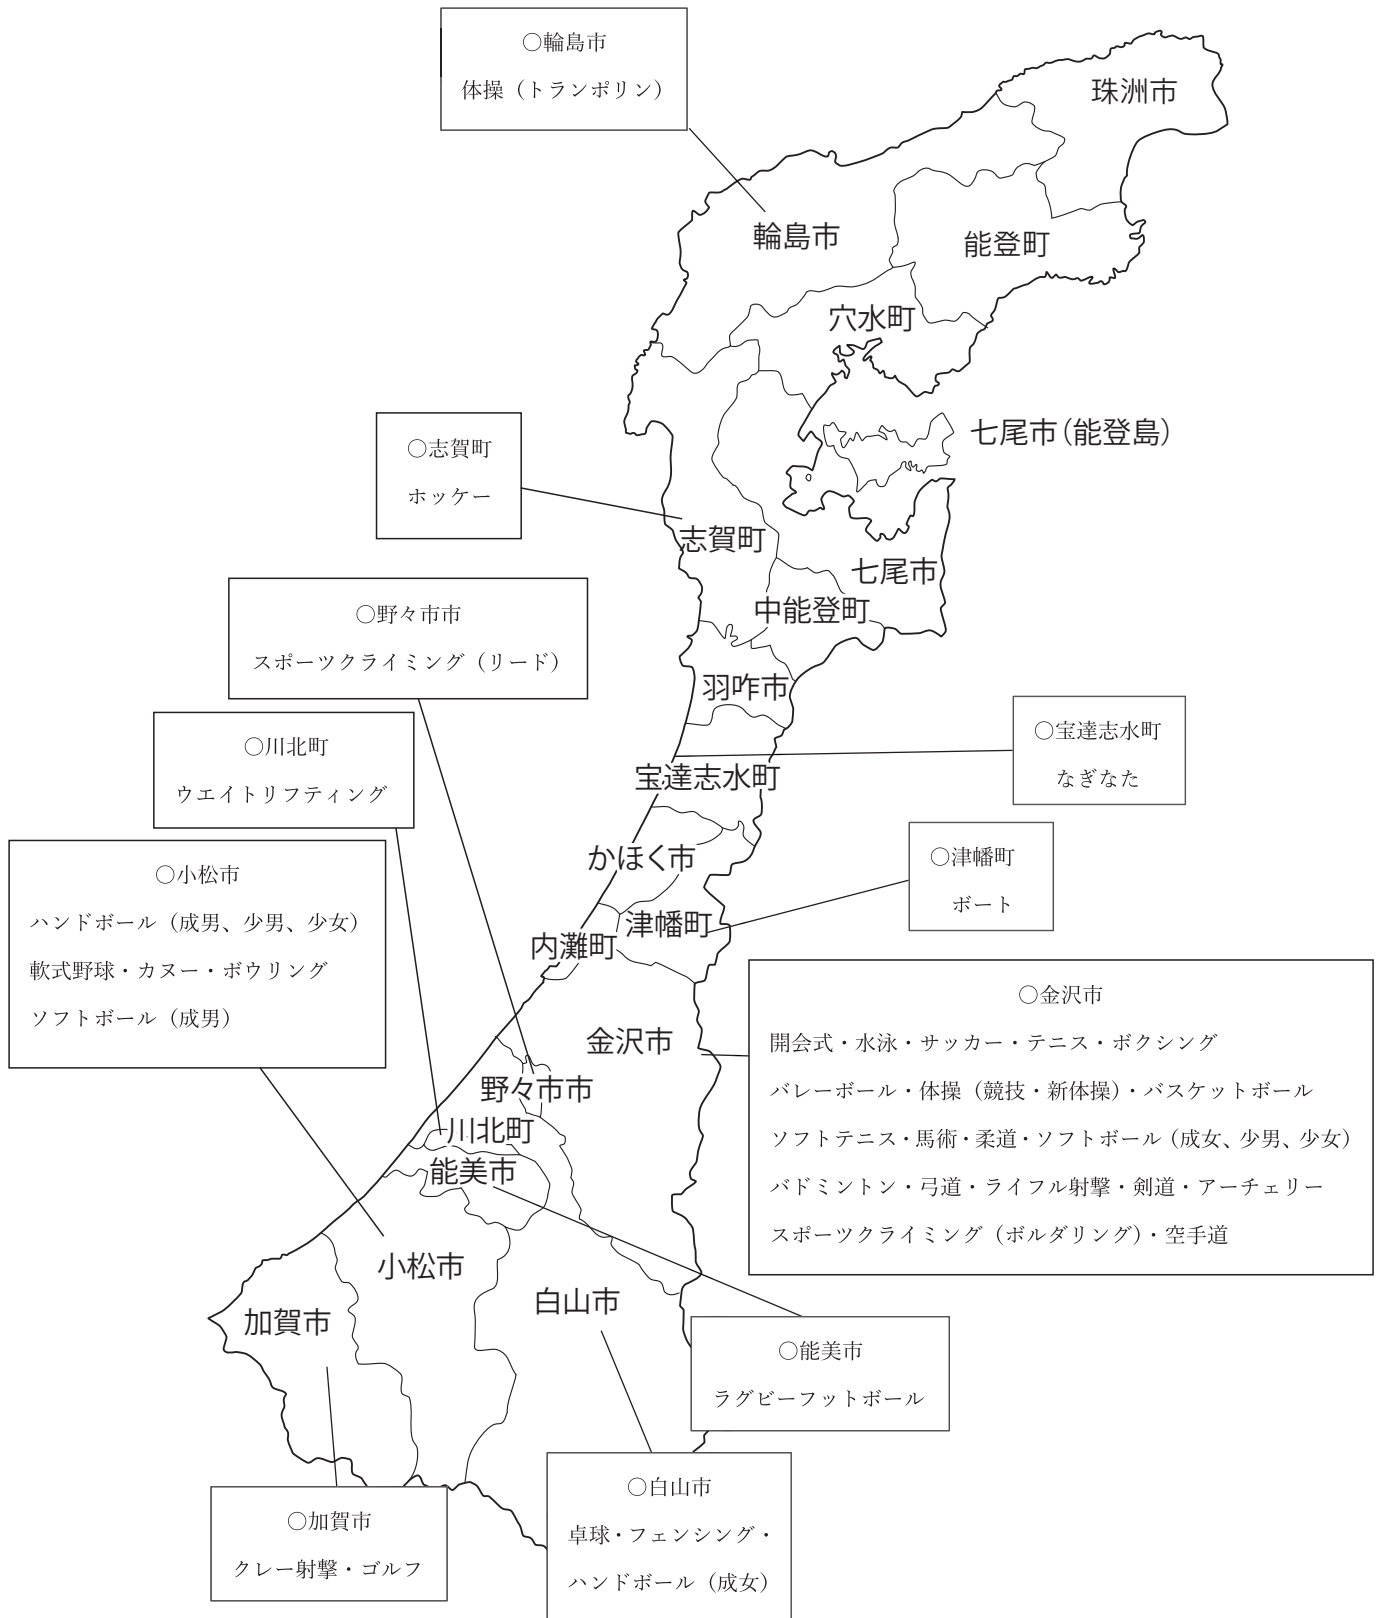 ○輪島市
体操（トランポリン）
珠洲市
輪島市
能登町
穴水町
七尾市（能登島）
○志賀町
ホッケー
志賀町
七尾市
中能登町
○野々市市
スポーツクライミング（リード）
羽咋市
○川北町
ウエイトリフティング
○宝達志水町
なぎなた
宝達志水町
○小松市
ハンドボール（成男、少男、少女）
軟式野球・カヌー・ボウリング
ソフトボール（成男）
かほく市
○津幡町
ボート
津幡町
内灘町
○金沢市
開会式・水泳・サッカー・テニス・ボクシング
バレーボール・体操（競技・新体操）・バスケットボール
ソフトテニス・馬術・柔道・ソフトボール（成女、少男、少女）
バドミントン・弓道・ライフル射撃・剣道・アーチェリー
スポーツクライミング（ボルダリング）・空手道
金沢市
野々市市
川北町
能美市
小松市
白山市
加賀市
○能美市
ラグビーフットボール
○白山市
卓球・フェンシング・
ハンドボール（成女）
○加賀市
クレー射撃・ゴルフ